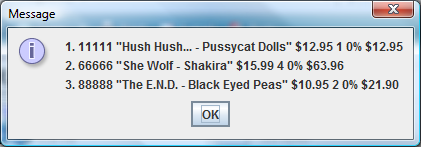 Message
1. 11111 "Hush Hush... - Pussycat Dolls" $12.95 1 0% $12.95
2. 66666 "She Wolf - Shakira" $15.99 4 0% $63.96
3. 88888 "The E.N.D. - Black Eyed Peas" $10.95 2 0% $21.90
OK